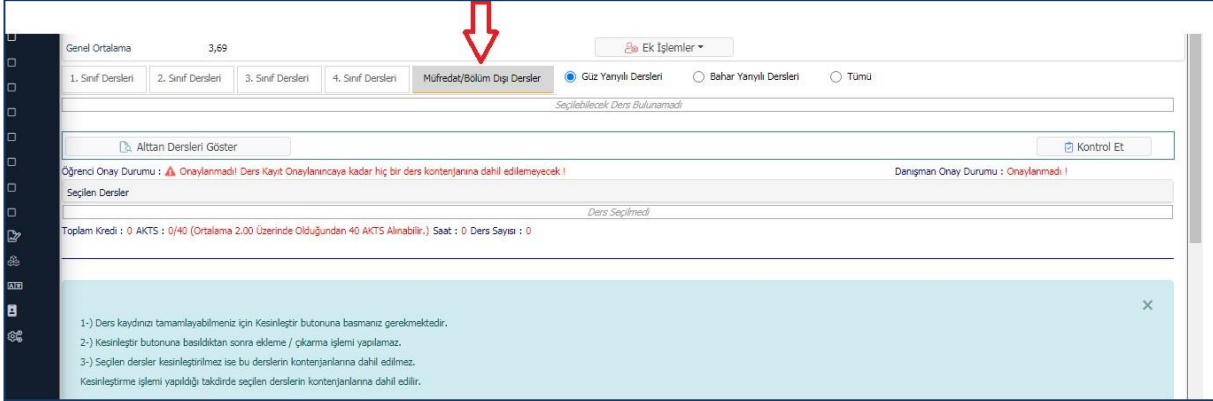 Genel Ortalama 3,69 Ek İşlemler
1. Sınıf Dersleri 2. Sınıf Dersleri 3. Sınıf Dersleri 4. Sınıf Dersleri Müfredat/Bölüm Dışı Dersler Güz Yarıyılı Dersleri Bahar Yarıyılı Dersleri Tümü
Seçilebilecek Ders Bulunamadı
Alttan Dersleri Göster Kontrol Et
Öğrenci Onay Durumu : Onaylanmadı! Ders Kayıt Onaylanıncaya kadar hiç bir ders kontenjanına dahil edilemeyecek ! Danışman Onay Durumu : Onaylanmadı !
Seçilen Dersler
Ders Seçilmedi
Toplam Kredi : 0 AKTS : 0/40 (Ortalama 2.00 Üzerinde Olduğundan 40 AKTS Alınabilir.) Saat : 0 Ders Sayısı : 0
1-) Ders kaydınızı tamamlayabilmeniz için Kesinleştir butonuna basmanız gerekmektedir.
2-) Kesinleştir butonuna basıldıktan sonra ekleme / çıkarma işlemi yapılamaz.
3-) Seçilen dersler kesinleştirilmez ise bu derslerin kontenjanlarına dahil edilmez.
Kesinleştirme işlemi yapıldığı takdirde seçilen derslerin kontenjanlarına dahil edilir.